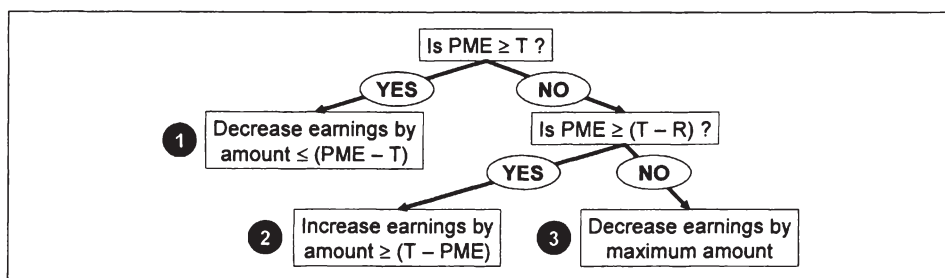 Is PME ≥ T ?
YES
NO
1
Decrease earnings by
amount ≤ (PME – T)
Is PME ≥ (T – R) ?
YES
NO
2
Increase earnings by
amount ≥ (T – PME)
3
Decrease earnings by
maximum amount